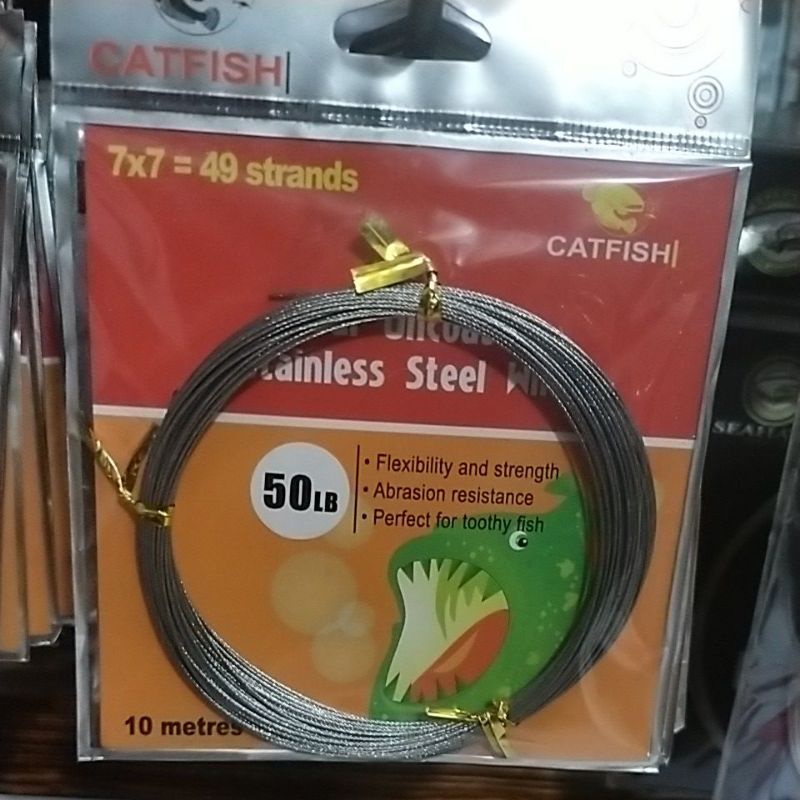 CATFISH
7x7 = 49 strands
CATFISH
Stainless Steel
50LB
• Flexibility and strength
• Abrasion resistance
• Perfect for toothy fish
10 metres